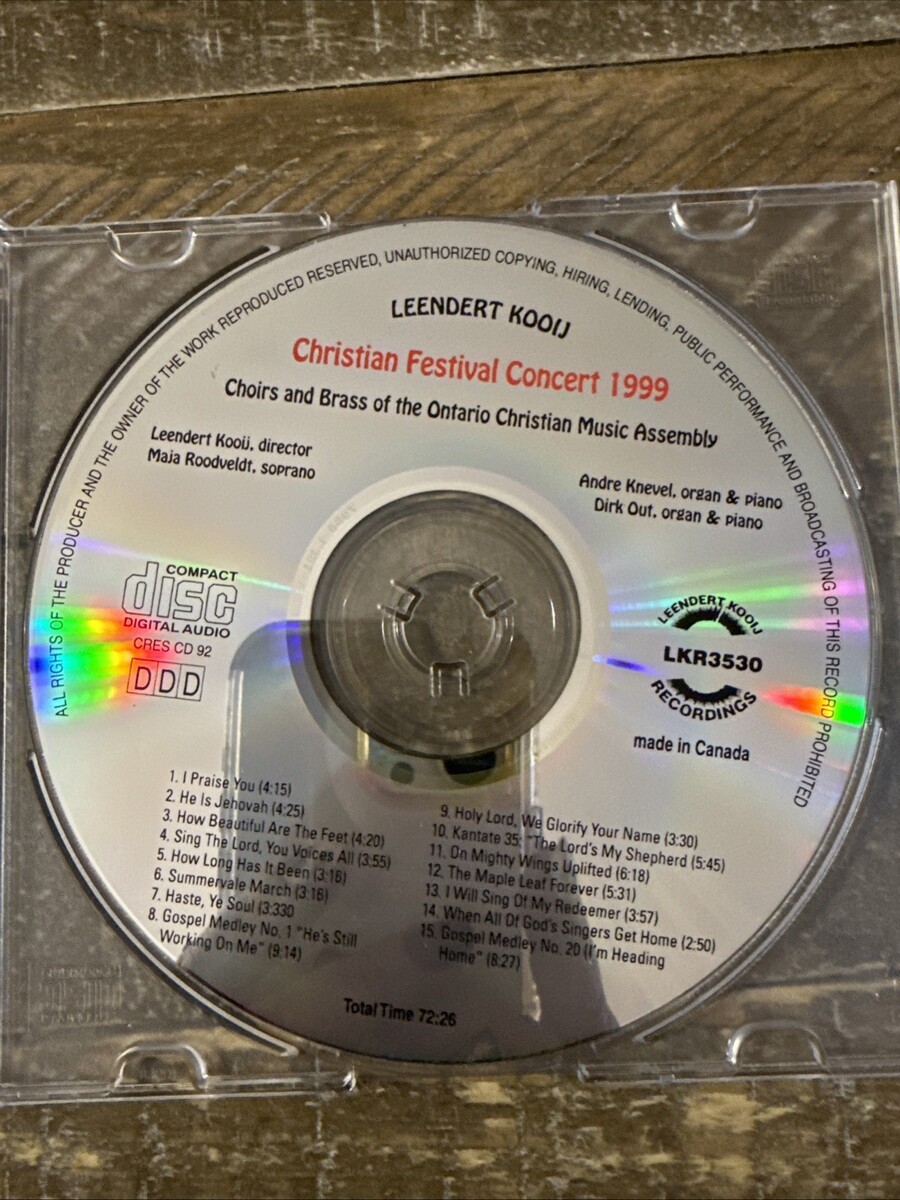 ALL RIGHTS OF THE PRODUCER AND THE OWNER OF THE WORK REPRODUCED RESERVED, UNAUTHORIZED COPYING, HIRING, LENDING, PUBLIC PERFORMANCE AND BROADCASTING OF THIS RECORD PROHIBITED
LEENDERT KOOIJ
Christian Festival Concert 1999
Choirs and Brass of the Ontario Christian Music Assembly
Leendert Kooij, director
Maja Roodveldt, soprano
Andre Knevel, organ & piano
Dirk Out, organ & piano
COMPACT
disc
DIGITAL AUDIO
CRES CD 92
DDD
LEENDERT KOOIJ
LKR3530
RECORDINGS
made in Canada
1. I Praise You (4:15)
2. He Is Jehovah (4:25)
3. How Beautiful Are The Feet (4:20)
4. Sing The Lord, You Voices All (3:55)
5. How Long Has It Been (3:16)
6. Summervale March (3:16)
7. Haste, Ye Soul (3:330
8. Gospel Medley No. 1 "He's Still
Working On Me" (9:14)
9. Holy Lord, We Glorify Your Name (3:30)
10. Kantate 35: "The Lord's My Shepherd (5:45)
11. On Mighty Wings Uplifted (6:18)
12. The Maple Leaf Forever (5:31)
13. I Will Sing Of My Redeemer (3:57)
14. When All Of God's Singers Get Home (2:50)
15. Gospel Medley No. 20 (I'm Heading
Home" (8:27)
Total Time 72:26